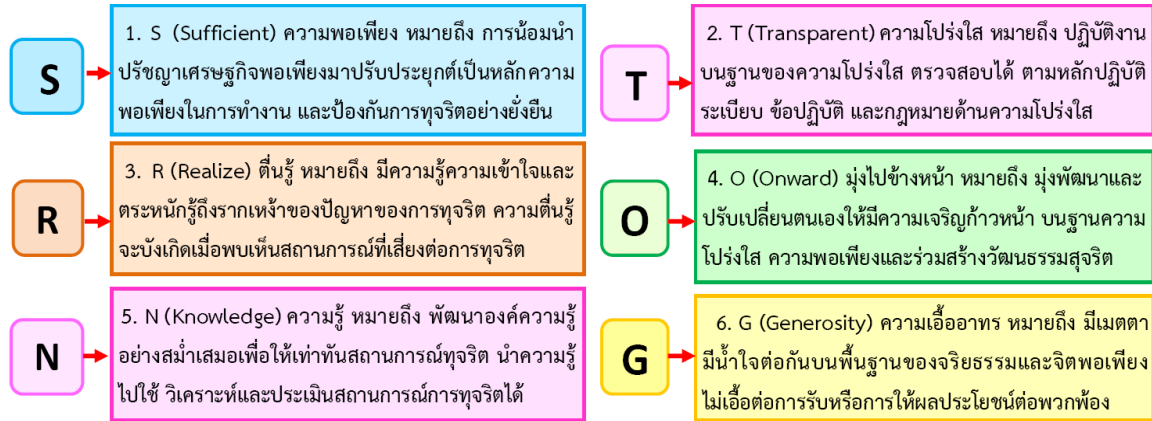 S
1. S (Sufficient) ความพอเพียง หมายถึง การน้อมนำ
ปรัชญาเศรษฐกิจพอเพียงมาปรับประยุกต์เป็นหลักความ
พอเพียงในการทำงาน และป้องกันการทุจริตอย่างยั่งยืน
T
2. T (Transparent) ความโปร่งใส หมายถึง ปฏิบัติงาน
บนฐานของความโปร่งใส ตรวจสอบได้ ตามหลักปฏิบัติ
ระเบียบ ข้อปฏิบัติ และกฎหมายด้านความโปร่งใส
R
3. R (Realize) ตื่นรู้ หมายถึง มีความรู้ความเข้าใจและ
ตระหนักรู้ถึงรากเหง้าของปัญหาของการทุจริต ความตื่นรู้
จะบังเกิดเมื่อพบเห็นสถานการณ์ที่เสี่ยงต่อการทุจริต
O
4. O (Onward) มุ่งไปข้างหน้า หมายถึง มุ่งพัฒนาและ
ปรับเปลี่ยนตนเองให้มีความเจริญก้าวหน้า บนฐานความ
โปร่งใส ความพอเพียงและร่วมสร้างวัฒนธรรมสุจริต
N
5. N (Knowledge) ความรู้ หมายถึง พัฒนาองค์ความรู้
อย่างสม่ำเสมอเพื่อให้เท่าทันสถานการณ์ทุจริต นำความรู้
ไปใช้ วิเคราะห์และประเมินสถานการณ์การทุจริตได้
G
6. G (Generosity) ความเอื้ออาทร หมายถึง มีเมตตา
มีน้ำใจต่อกันบนพื้นฐานของจริยธรรมและจิตพอเพียง
ไม่เอื้อต่อการรับหรือการให้ผลประโยชน์ต่อพวกพ้อง